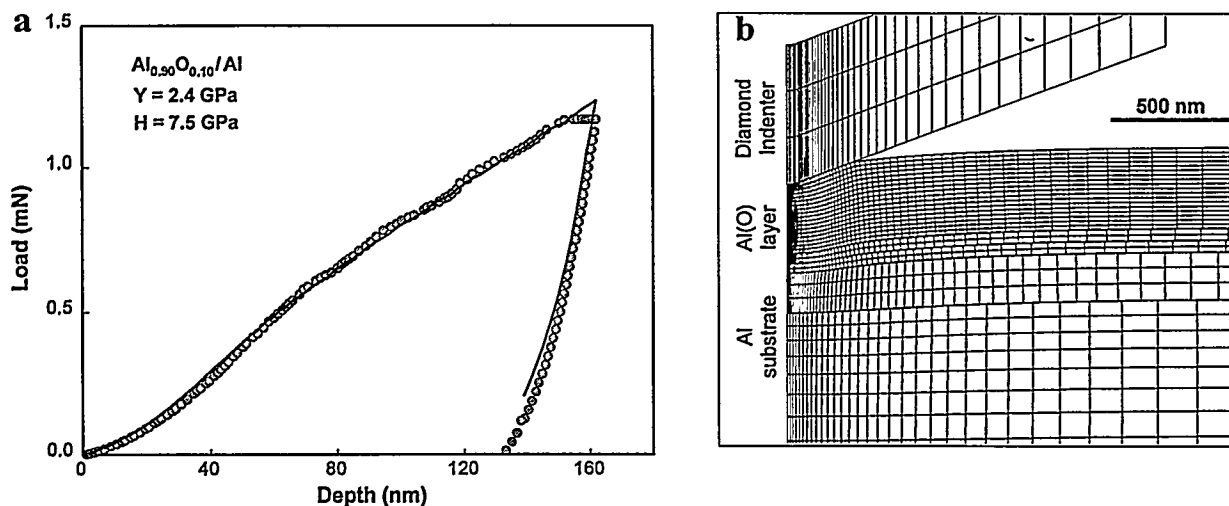 a
1.5
1.0
0.5
0.0
Load (mN)
Al₀.₉₀O₀.₁₀/Al
Y = 2.4 GPa
H = 7.5 GPa
0
40
80
120
160
Depth (nm)
b
500 nm
Diamond
Indenter
Al(O)
layer
Al
substrate